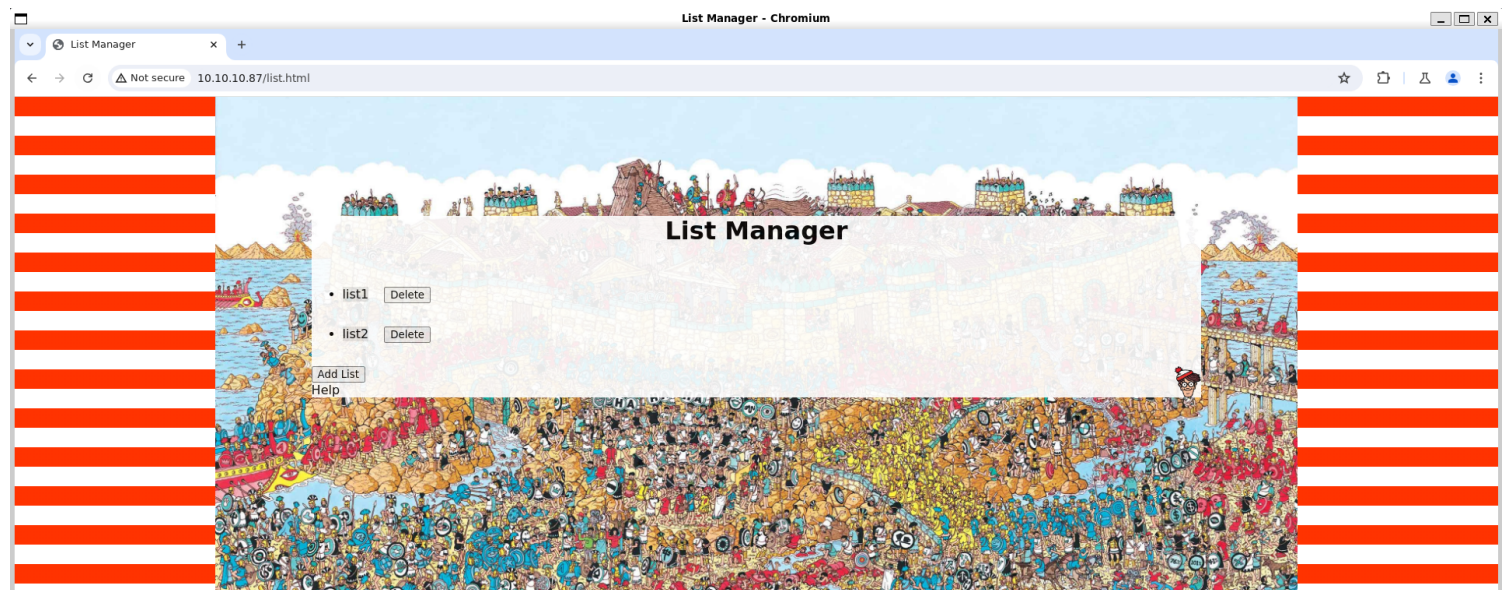 List Manager - Chromium
List Manager
Not secure 10.10.10.87/list.html
List Manager
list1 Delete
list2 Delete
Add List
Help